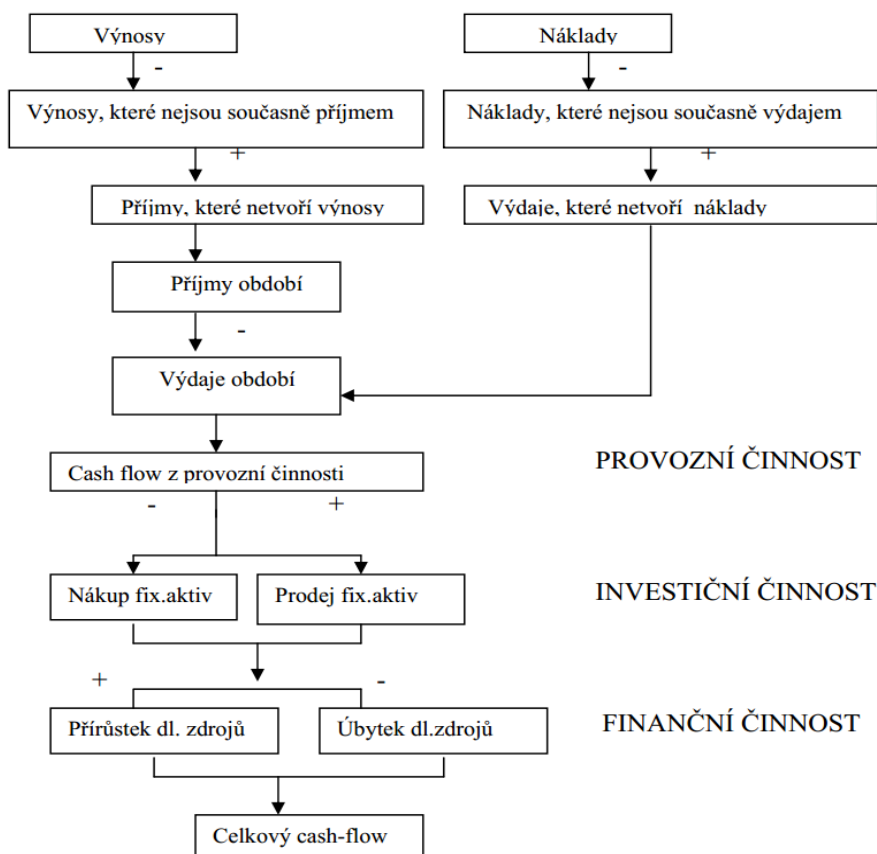 Výnosy
Náklady
-
-
Výnosy, které nejsou současně příjmem
Náklady, které nejsou současně výdajem
+
+
Příjmy, které netvoří výnosy
Výdaje, které netvoří náklady
Příjmy období
-
Výdaje období
Cash flow z provozní činnosti
PROVOZNÍ ČINNOST
-
+
Nákup fix.aktiv
Prodej fix.aktiv
INVESTIČNÍ ČINNOST
+
-
Přírůstek dl. zdrojů
Úbytek dl.zdrojů
FINANČNÍ ČINNOST
Celkový cash-flow